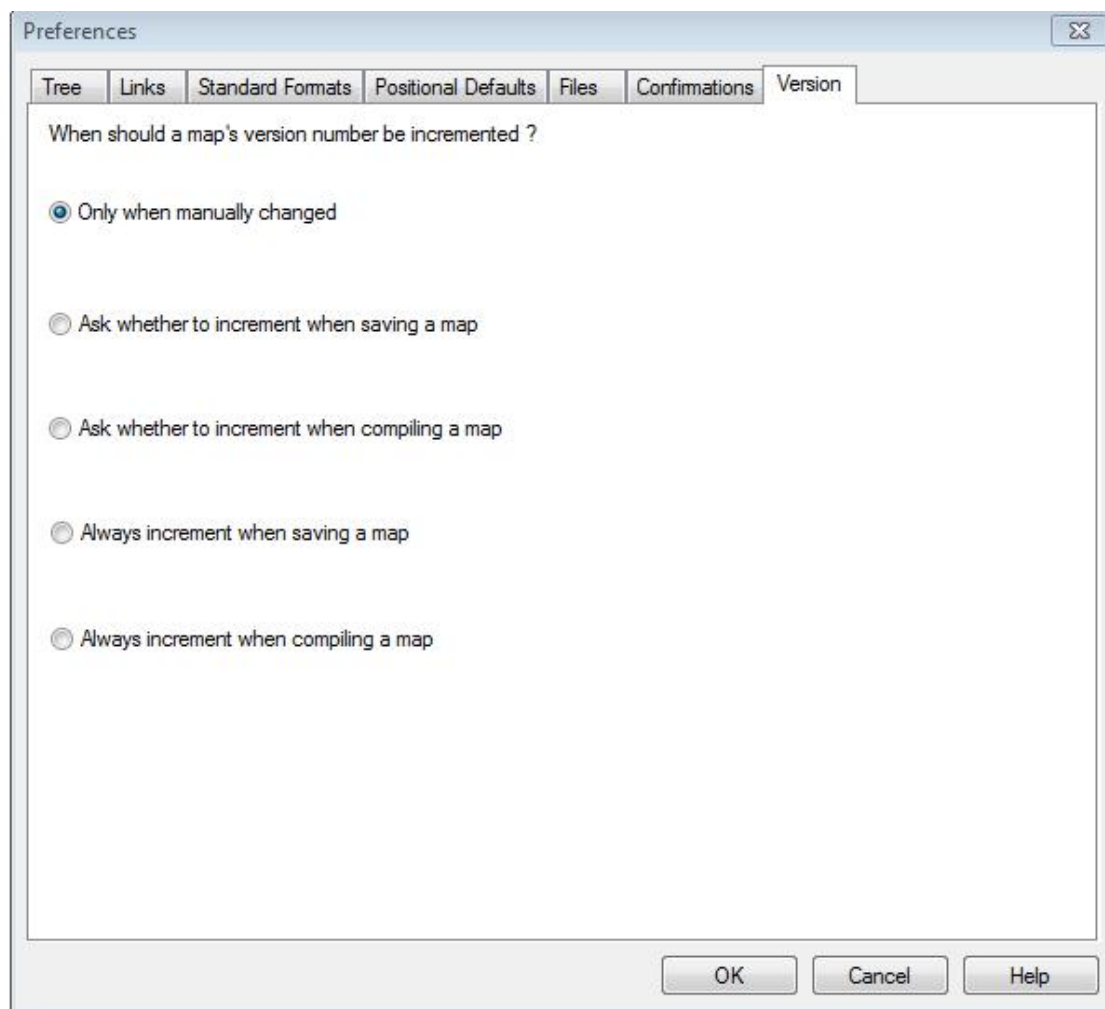 Preferences
Tree Links Standard Formats Positional Defaults Files Confirmations Version
When should a map's version number be incremented ?
Only when manually changed
Ask whether to increment when saving a map
Ask whether to increment when compiling a map
Always increment when saving a map
Always increment when compiling a map
OK Cancel Help